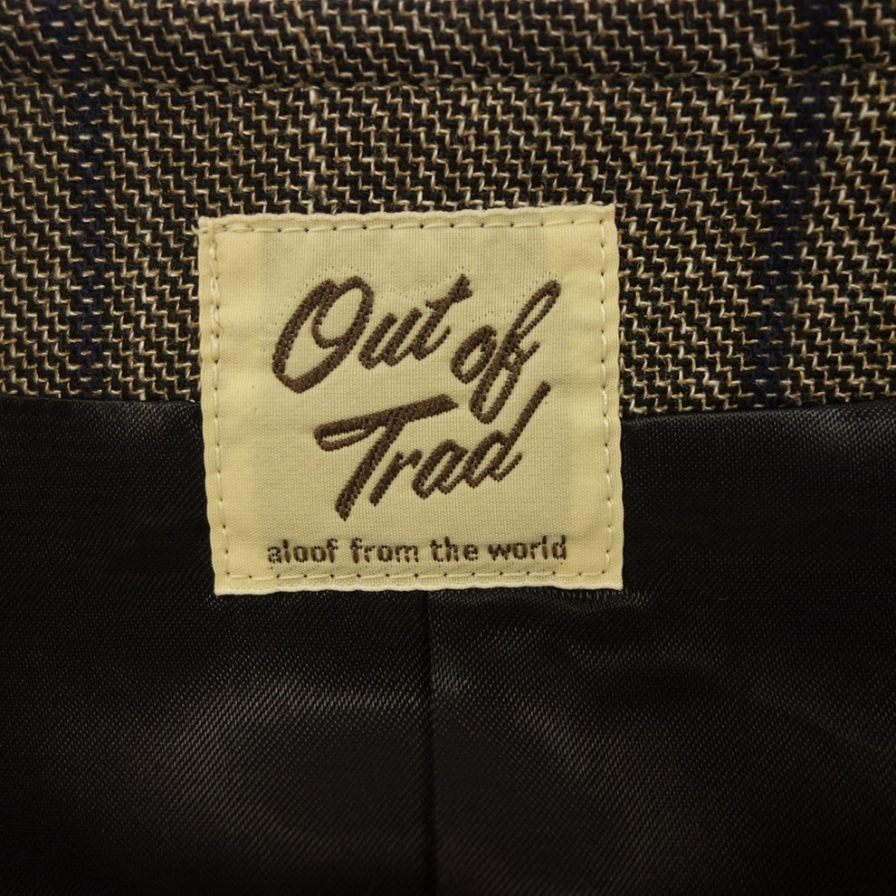 Out of
Trad
aloof from the world